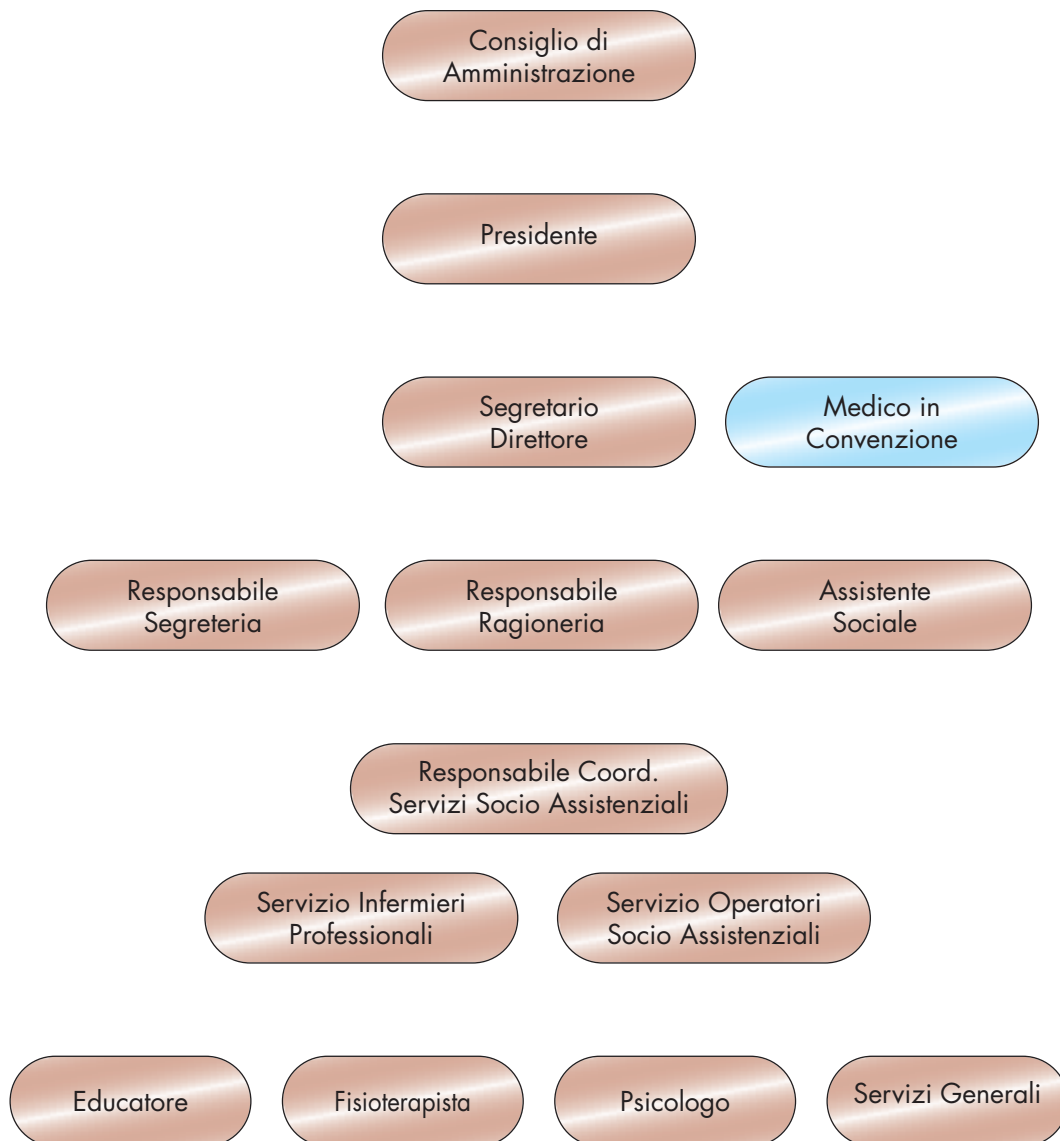 Consiglio di
Amministrazione
Presidente
Segretario
Direttore
Medico in
Convenzione
Responsabile
Segreteria
Responsabile
Ragioneria
Assistente
Sociale
Responsabile Coord.
Servizi Socio Assistenziali
Servizio Infermieri
Professionali
Servizio Operatori
Socio Assistenziali
Educatore
Fisioterapista
Psicologo
Servizi Generali